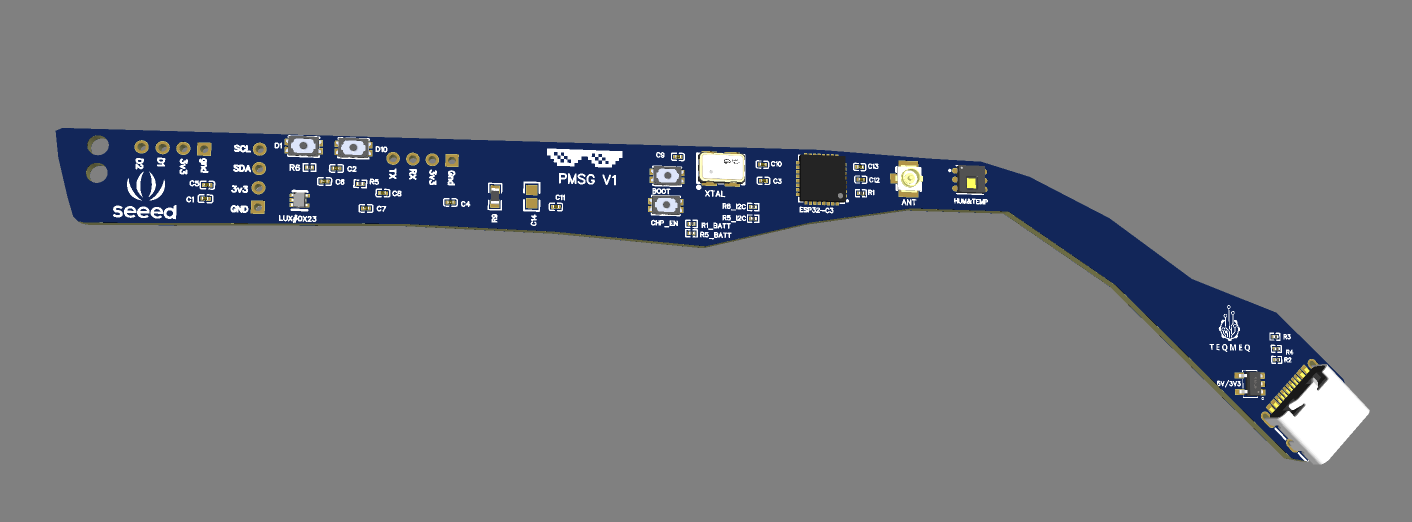 D2
D1
3v3
gnd
C5
C1
seeed
SCL
SDA
3v3
GND
D1
D10
R6
C2
C6
R5
C8
C7
LUX
TX
RX
3v3
Gnd
C4
R9
C14
C11
PMSG V1
C9
BOOT
CHP_EN
R1_BATT
R5_BATT
XTAL
C10
C3
R6_I2C
R5_I2C
ESP32-C3
C13
C12
R1
ANT
HUM&TEMP
TEQMEQ
R3
R4
R2
5V/3V3